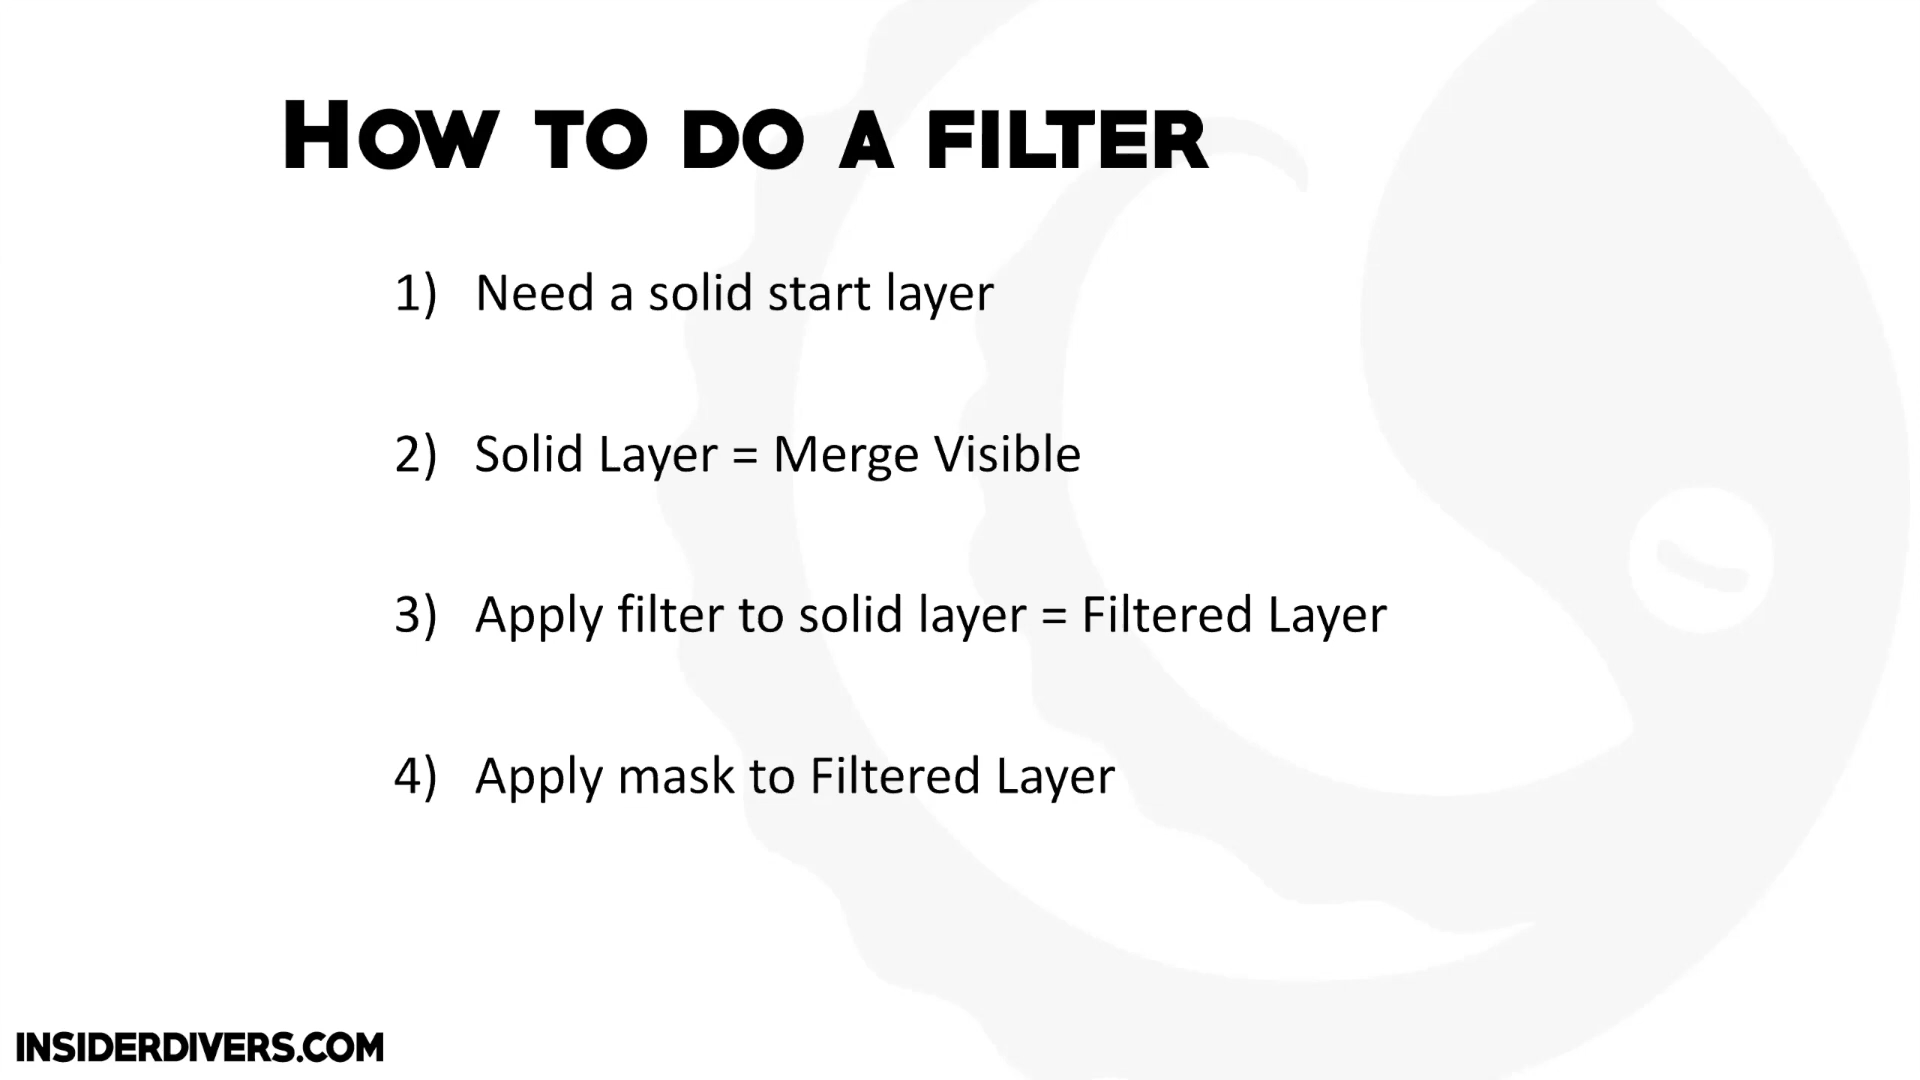 How to do a filter
1) Need a solid start layer
2) Solid Layer = Merge Visible
3) Apply filter to solid layer = Filtered Layer
4) Apply mask to Filtered Layer
INSIDERDIVERS.COM